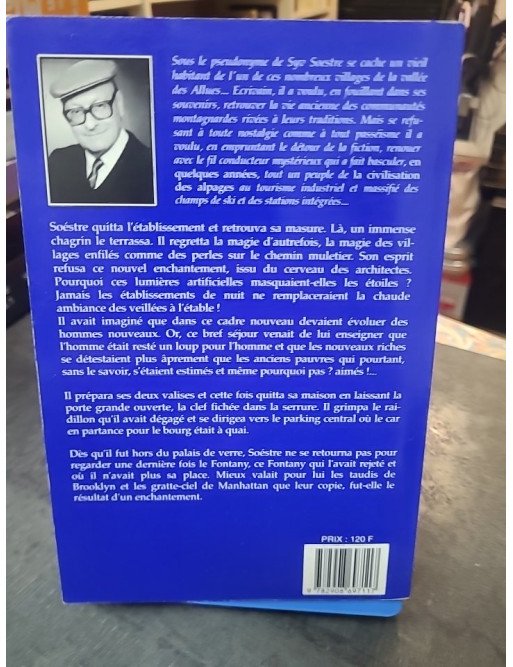 Sous le pseudonyme de Syv Soestre se cache un vieil
habitant de l'un de ces nombreux villages de la vallée
des Allues... Ecrivain, il a voulu, en fouillant dans ses
souvenirs, retrouver la vie ancienne des communautés
montagnardes rivées à leurs traditions. Mais se refu-
sant à toute nostalgie comme à tout passéisme il a
voulu, en empruntant le détour de la fiction, renouer
avec le fil conducteur mystérieux qui a fait basculer, en
quelques années, tout un peuple de la civilisation
des alpages au tourisme industriel et massifié des
champs de ski et des stations intégrées...
Soéstre quitta l'établissement et retrouva sa masure. Là, un immense
chagrin le terrassa. Il regretta la magie d'autrefois, la magie des vil-
lages enfilés comme des perles sur le chemin muletier. Son esprit
refusa ce nouvel enchantement, issu du cerveau des architectes.
Pourquoi ces lumières artificielles masquaient-elles les étoiles ?
Jamais les établissements de nuit ne remplaceraient la chaude
ambiance des veillées à l'étable !
Il avait imaginé que dans ce cadre nouveau devaient évoluer des
hommes nouveaux. Or, ce bref séjour venait de lui enseigner que
l'homme était resté un loup pour l'homme et que les nouveaux riches
se détestaient plus âprement que les anciens pauvres qui pourtant,
sans le savoir, s'étaient estimés et même pourquoi pas ? aimés !...
Il prépara ses deux valises et cette fois quitta sa maison en laissant la
porte grande ouverte, la clef fichée dans la serrure. Il grimpa le rai-
dillon qu'il avait dégagé et se dirigea vers le parking central où le car
en partance pour le bourg était à quai.
Dès qu'il fut hors du palais de verre, Soéstre ne se retourna pas pour
regarder une dernière fois le Fontany, ce Fontany qui l'avait rejeté et
où il n'avait plus sa place. Mieux valait pour lui les taudis de
Brooklyn et les gratte-ciel de Manhattan que leur copie, fut-elle le
résultat d'un enchantement.
PRIX : 120 F
9 782906 697117